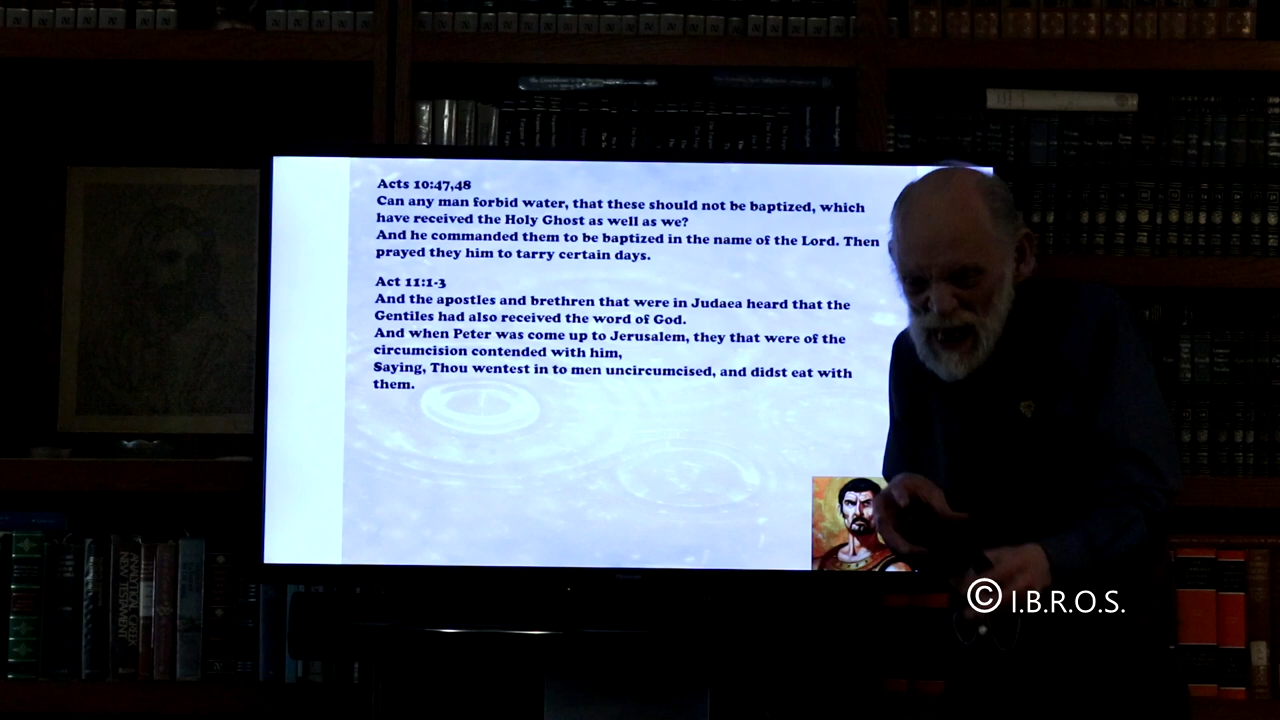 Acts 10:47,48
Can any man forbid water, that these should not be baptized, which
have received the Holy Ghost as well as we?
And he commanded them to be baptized in the name of the Lord. Then
prayed they him to tarry certain days.
Act 11:1-3
And the apostles and brethren that were in Judaea heard that the
Gentiles had also received the word of God.
And when Peter was come up to Jerusalem, they that were of the
circumcision contended with him,
Saying, Thou wentest in to men uncircumcised, and didst eat with
them.
ANALYTICAL GREEK
NEW TESTAMENT
© I.B.R.O.S.